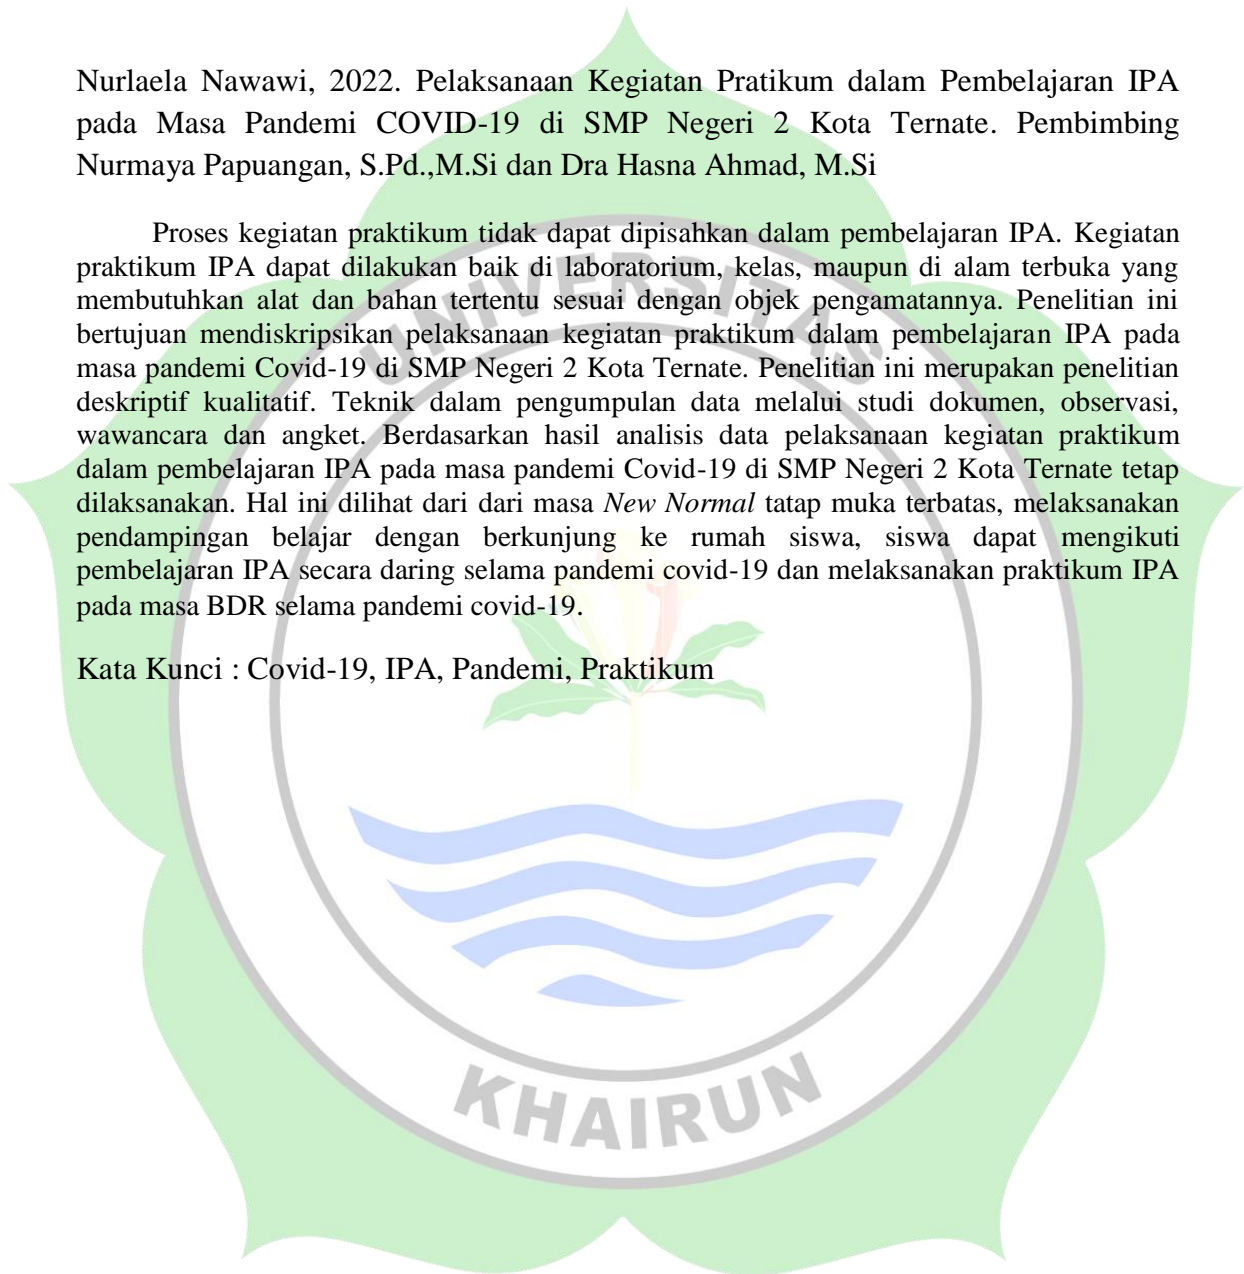 Nurlaela Nawawi, 2022. Pelaksanaan Kegiatan Pratikum dalam Pembelajaran IPA
pada Masa Pandemi COVID-19 di SMP Negeri 2 Kota Ternate. Pembimbing
Nurmaya Papuangan, S.Pd.,M.Si dan Dra Hasna Ahmad, M.Si
Proses kegiatan praktikum tidak dapat dipisahkan dalam pembelajaran IPA. Kegiatan
praktikum IPA dapat dilakukan baik di laboratorium, kelas, maupun di alam terbuka yang
membutuhkan alat dan bahan tertentu sesuai dengan objek pengamatannya. Penelitian ini
bertujuan mendiskripsikan pelaksanaan kegiatan praktikum dalam pembelajaran IPA pada
masa pandemi Covid-19 di SMP Negeri 2 Kota Ternate. Penelitian ini merupakan penelitian
deskriptif kualitatif. Teknik dalam pengumpulan data melalui studi dokumen, observasi,
wawancara dan angket. Berdasarkan hasil analisis data pelaksanaan kegiatan praktikum
dalam pembelajaran IPA pada masa pandemi Covid-19 di SMP Negeri 2 Kota Ternate tetap
dilaksanakan. Hal ini dilihat dari dari masa New Normal tatap muka terbatas, melaksanakan
pendampingan belajar dengan berkunjung ke rumah siswa, siswa dapat mengikuti
pembelajaran IPA secara daring selama pandemi covid-19 dan melaksanakan praktikum IPA
pada masa BDR selama pandemi covid-19.
Kata Kunci : Covid-19, IPA, Pandemi, Praktikum
UNIVERSITAS
KHAIRUN